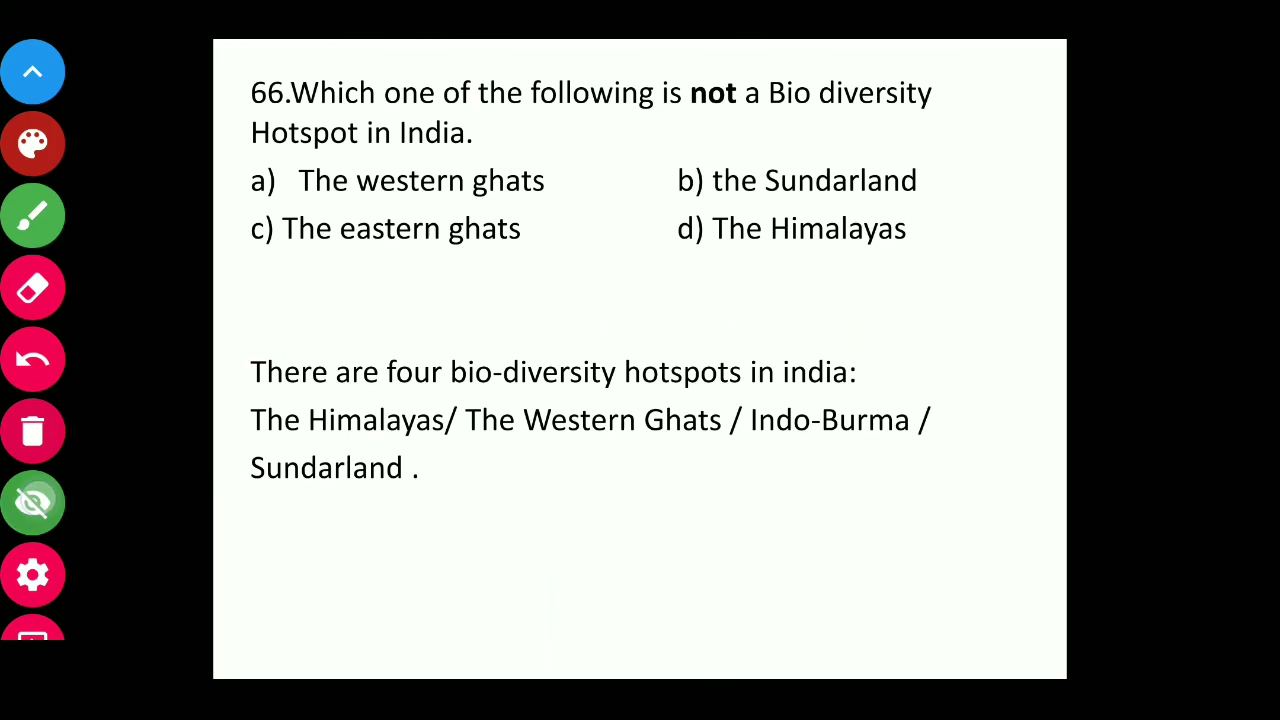 66.Which one of the following is not a Bio diversity
Hotspot in India.
a) The western ghats b) the Sundarland
c) The eastern ghats d) The Himalayas
There are four bio-diversity hotspots in india:
The Himalayas/ The Western Ghats / Indo-Burma /
Sundarland .